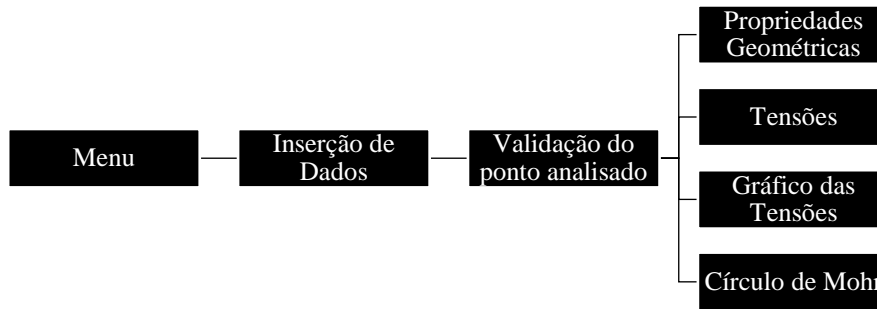 Menu
Inserção de
Dados
Validação do
ponto analisado
Propriedades
Geométricas
Tensões
Gráfico das
Tensões
Círculo de Mohr